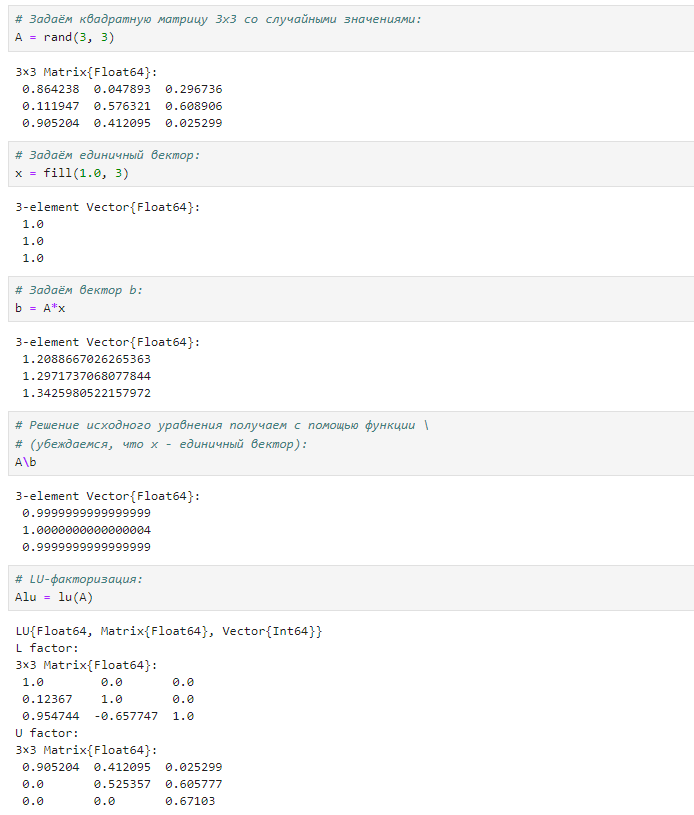 # Задаём квадратную матрицу 3x3 со случайными значениями:
A = rand(3, 3)
3×3 Matrix{Float64}:
0.864238 0.047893 0.296736
0.111947 0.576321 0.608906
0.905204 0.412095 0.025299
# Задаём единичный вектор:
x = fill(1.0, 3)
3-element Vector{Float64}:
1.0
1.0
1.0
# Задаём вектор b:
b = A*x
3-element Vector{Float64}:
1.2088667026265363
1.2971737068077844
1.3425980522157972
# Решение исходного уравнения получаем с помощью функции \
# (убеждаемся, что x - единичный вектор):
A\b
3-element Vector{Float64}:
0.9999999999999999
1.0000000000000004
0.9999999999999999
# LU-факторизация:
Alu = lu(A)
LU{Float64, Matrix{Float64}, Vector{Int64}}
L factor:
3×3 Matrix{Float64}:
1.0 0.0 0.0
0.12367 1.0 0.0
0.954744 -0.657747 1.0
U factor:
3×3 Matrix{Float64}:
0.905204 0.412095 0.025299
0.0 0.525357 0.605777
0.0 0.0 0.67103